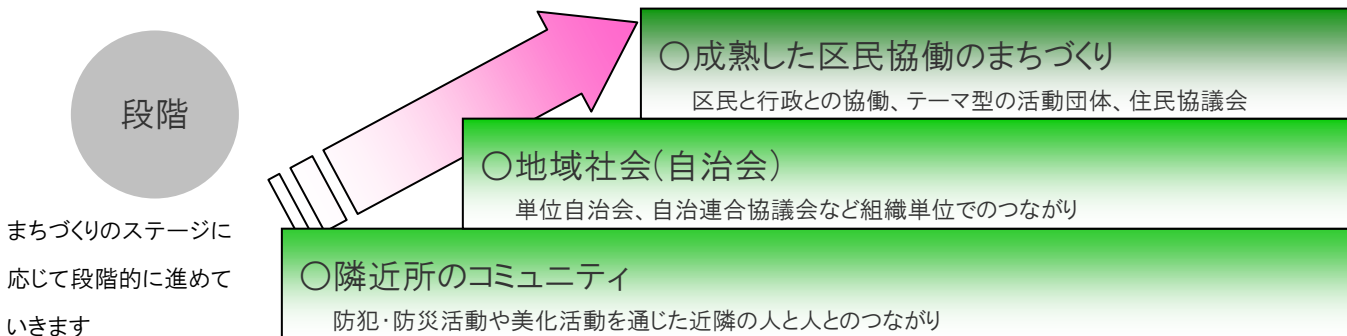 段階
まちづくりのステージに
応じて段階的に進めて
いきます
○成熟した区民協働のまちづくり
区民と行政との協働、テーマ型の活動団体、住民協議会
○地域社会(自治会)
単位自治会、自治連合協議会など組織単位でのつながり
○隣近所のコミュニティ
防犯・防災活動や美化活動を通じた近隣の人と人とのつながり